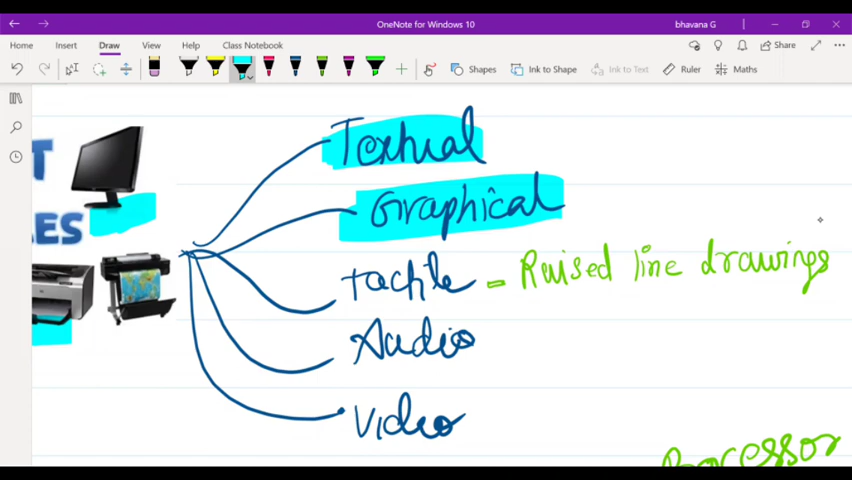 OneNote for Windows 10
bhavana G
Home Insert Draw View Help Class Notebook
Share
Shapes
Ink to Shape
Ink to Text
Ruler
Maths
Textual
Graphical
Tactile - Raised line drawings
Audio
Video
Processor